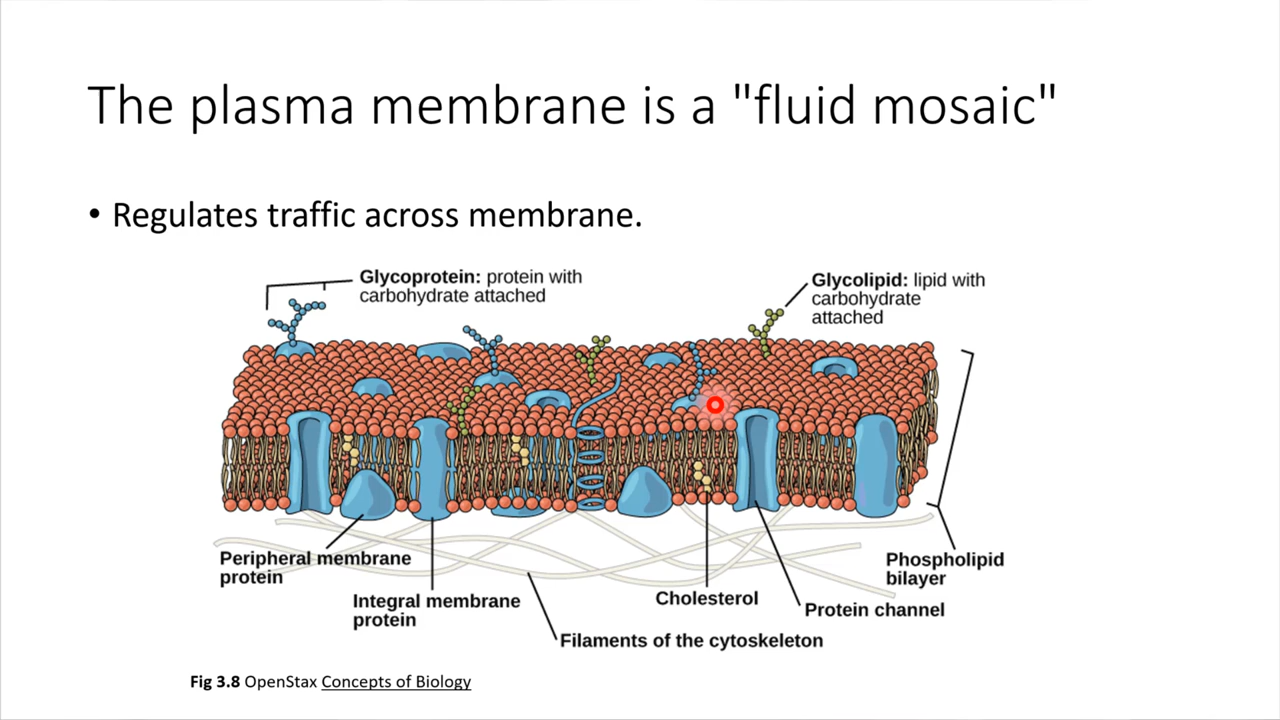 The plasma membrane is a "fluid mosaic"
• Regulates traffic across membrane.
Glycoprotein: protein with
carbohydrate attached
Glycolipid: lipid with
carbohydrate
attached
Peripheral membrane
protein
Integral membrane
protein
Filaments of the cytoskeleton
Cholesterol
Protein channel
Phospholipid
bilayer
Fig 3.8 OpenStax Concepts of Biology